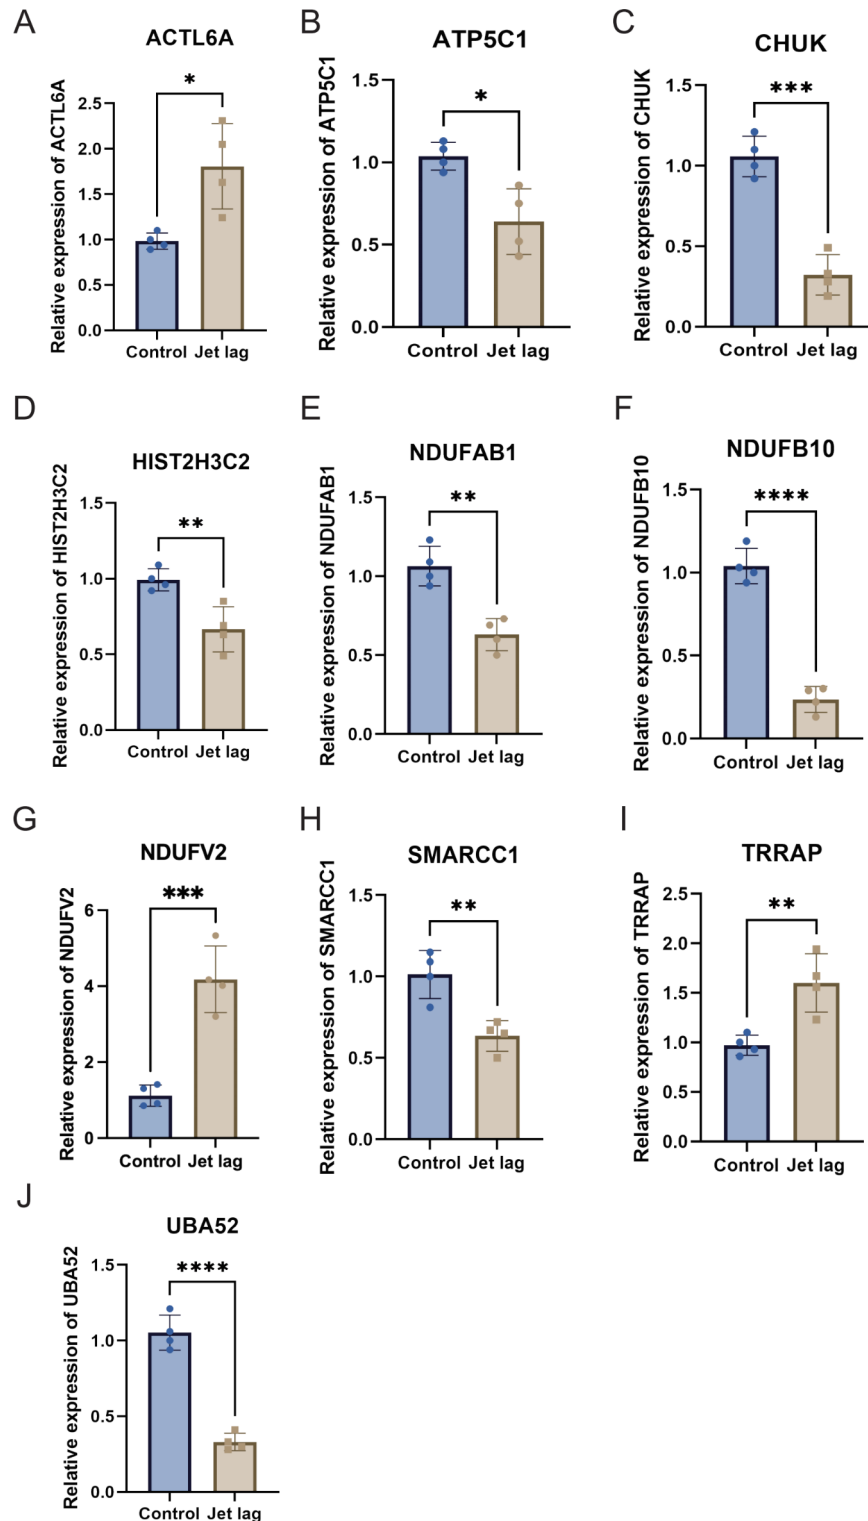 A
ACTL6A
*
Relative expression of ACTL6A
2.5
2.0
1.5
1.0
0.5
0.0
Control Jet lag
B
ATP5C1
*
Relative expression of ATP5C1
1.5
1.0
0.5
0.0
Control Jet lag
C
CHUK
***
Relative expression of CHUK
1.5
1.0
0.5
0.0
Control Jet lag
D
HIST2H3C2
**
Relative expression of HIST2H3C2
1.5
1.0
0.5
0.0
Control Jet lag
E
NDUFAB1
**
Relative expression of NDUFAB1
1.5
1.0
0.5
0.0
Control Jet lag
F
NDUFB10
****
Relative expression of NDUFB10
1.5
1.0
0.5
0.0
Control Jet lag
G
NDUFV2
***
Relative expression of NDUFV2
6
4
2
0
Control Jet lag
H
SMARCC1
**
Relative expression of SMARCC1
1.5
1.0
0.5
0.0
Control Jet lag
I
TRRAP
**
Relative expression of TRRAP
2.5
2.0
1.5
1.0
0.5
0.0
Control Jet lag
J
UBA52
****
Relative expression of UBA52
1.5
1.0
0.5
0.0
Control Jet lag